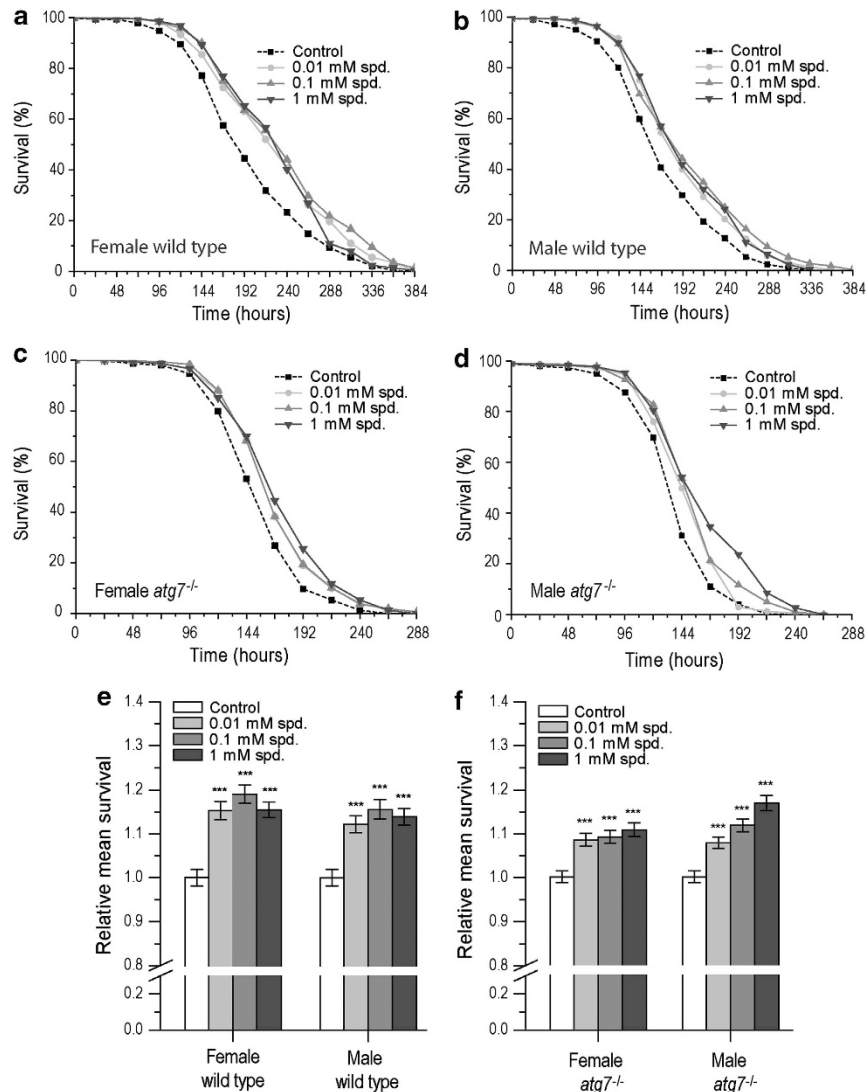 a
100
80
60
40
20
0
Survival (%)
Control
0.01 mM spd.
0.1 mM spd.
1 mM spd.
Female wild type
0 48 96 144 192 240 288 336 384
Time (hours)
b
100
80
60
40
20
0
Survival (%)
Control
0.01 mM spd.
0.1 mM spd.
1 mM spd.
Male wild type
0 48 96 144 192 240 288 336 384
Time (hours)
c
100
80
60
40
20
0
Survival (%)
Control
0.01 mM spd.
0.1 mM spd.
1 mM spd.
Female atg7-/-
0 48 96 144 192 240 288
Time (hours)
d
100
80
60
40
20
0
Survival (%)
Control
0.01 mM spd.
0.1 mM spd.
1 mM spd.
Male atg7-/-
0 48 96 144 192 240 288
Time (hours)
e
1.4
1.3
1.2
1.1
1.0
0.9
0.8
0.2
0.0
Relative mean survival
Control
0.01 mM spd.
0.1 mM spd.
1 mM spd.
*** *** *** *** *** ***
Female
wild type
Male
wild type
f
1.4
1.3
1.2
1.1
1.0
0.9
0.8
0.2
0.0
Relative mean survival
Control
0.01 mM spd.
0.1 mM spd.
1 mM spd.
*** *** *** *** *** ***
Female
atg7-/-
Male
atg7-/-